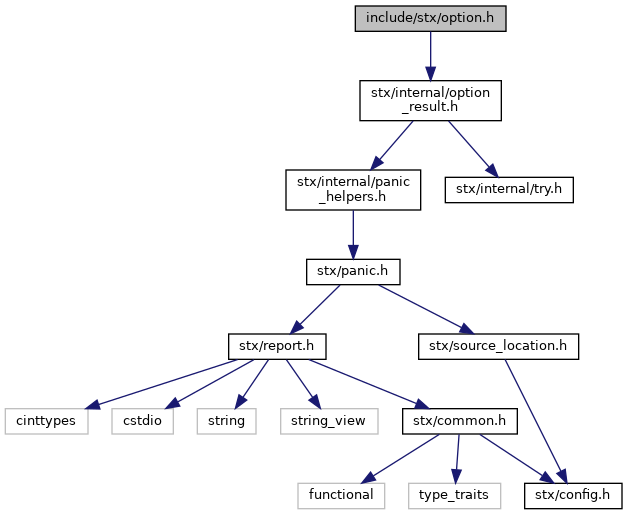 include/stx/option.h
stx/internal/option
_result.h
stx/internal/panic
_helpers.h
stx/internal/try.h
stx/panic.h
stx/report.h
stx/source_location.h
cinttypes
cstdio
string
string_view
stx/common.h
functional
type_traits
stx/config.h